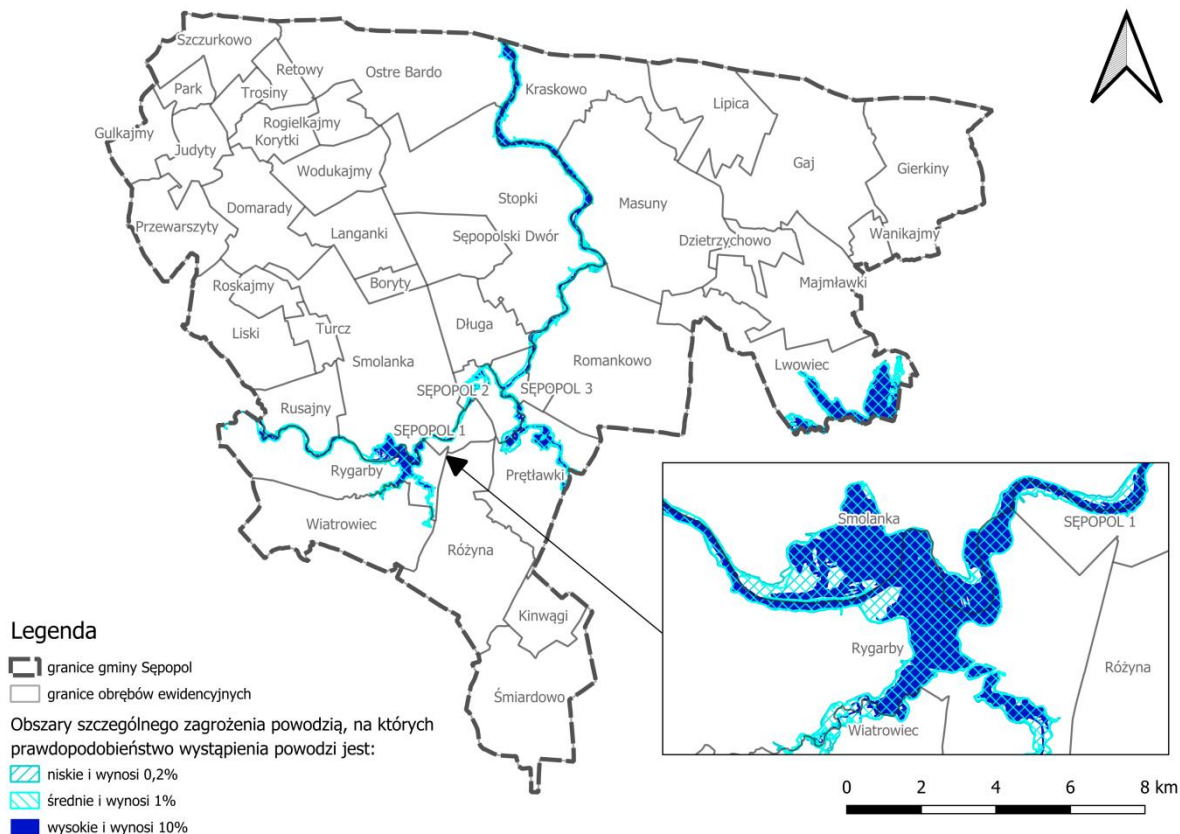 Szczurkowo
Retowy
Ostre Bardo
Kraskowo
Park
Trosiny
Lipica
Gulkajmy
Rogielkajmy
Judyty
Korytki
Gaj
Gierkiny
Wodukajmy
Stopki
Masuny
Domarady
Przewarszyty
Langanki
Sępopolski Dwór
Dzietrzychowo
Wanikajmy
Roskajmy
Boryty
Majmławki
Liski
Turcz
Długa
Smolanka
Romankowo
Lwowiec
SĘPOPOL 2
SĘPOPOL 3
Rusajny
SĘPOPOL 1
Rygarby
Prętławki
Wiatrowiec
Różyna
Kinwągi
Śmiardowo
Smolanka
SĘPOPOL 1
Rygarby
Różyna
Wiatrowiec
Legenda
granice gminy Sępopol
granice obrębów ewidencyjnych
Obszary szczególnego zagrożenia powodzią, na których
prawdopodobieństwo wystąpienia powodzi jest:
niskie i wynosi 0,2%
średnie i wynosi 1%
wysokie i wynosi 10%
0 2 4 6 8 km